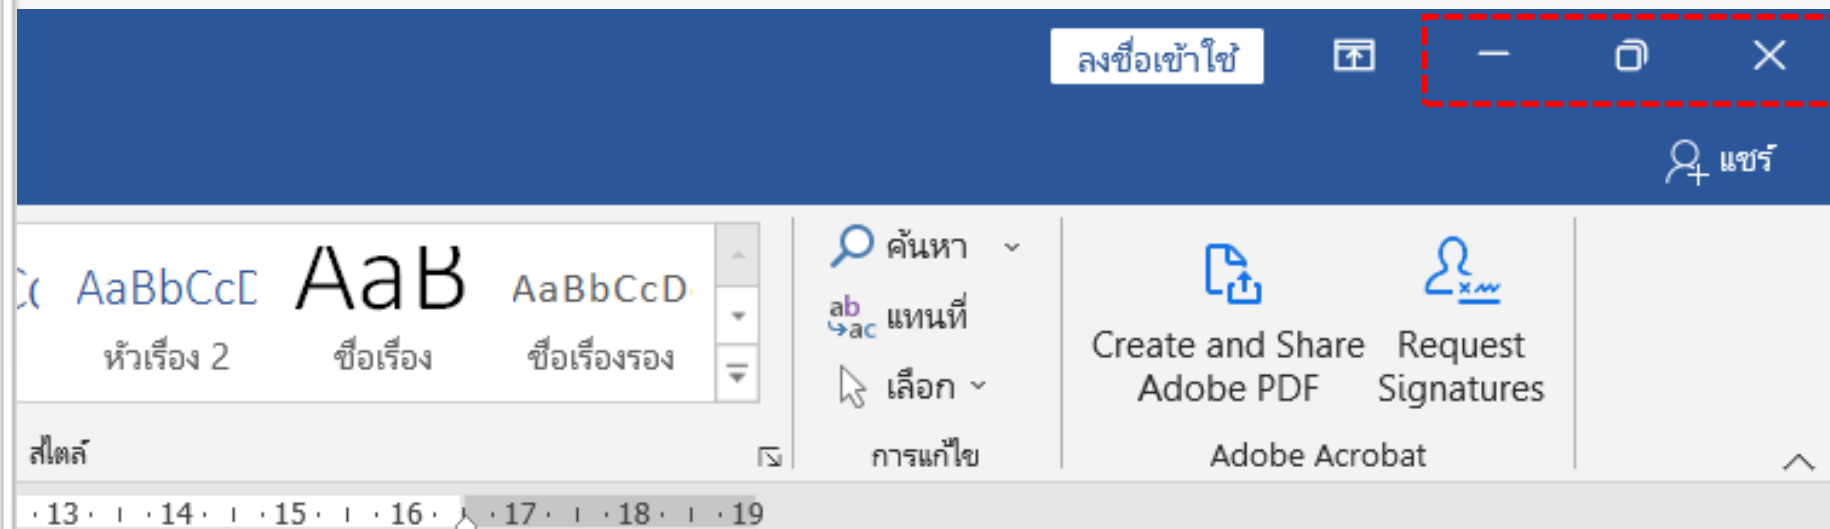 ลงชื่อเข้าใช้
แชร์
AaBbCcD AaB AaBbCcD
หัวเรื่อง 2 ชื่อเรื่อง ชื่อเรื่องรอง
สไตล์
ค้นหา
แทนที่
เลือก
การแก้ไข
Create and Share
Adobe PDF
Request
Signatures
Adobe Acrobat
13 14 15 16 17 18 19